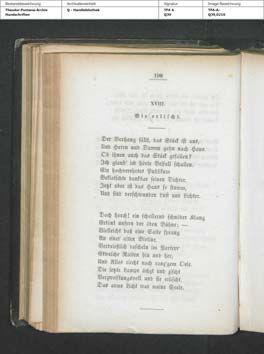 Bestandsbezeichnung Archivalieneinheit Signatur Image-Bezeichnung
Theodor-Fontane-Archiv Q - Handbibliothek TFA A TFA-A-
Handschriften Q39 Q39_0210
198
XVIII.
Sie erlischt.
Der Vorhang fällt, das Stück ist aus,
Und Herrn und Damen gehn nach Haus.
Ob ihnen auch das Stück gefallen?
Ich glaub' ich hörte Beifall schallen.
Ein hochverehrtes Publikum
Beklatschte dankbar seinen Dichter.
Jetzt aber ist das Haus so stumm,
Und sind verschwunden Lust und Lichter.
Doch horch! ein schollernd schnöder Klang
Ertönt unfern der öden Bühne; —
Vielleicht daß eine Saite sprang
An einer alten Violine.
Verdrießlich rascheln im Parterr'
Etwelche Ratten hin und her,
Und Alles riecht nach ranz'gem Oele.
Die letzte Lampe ächzt und zischt
Verzweiflungsvoll und sie erlischt.
Das arme Licht war meine Seele.